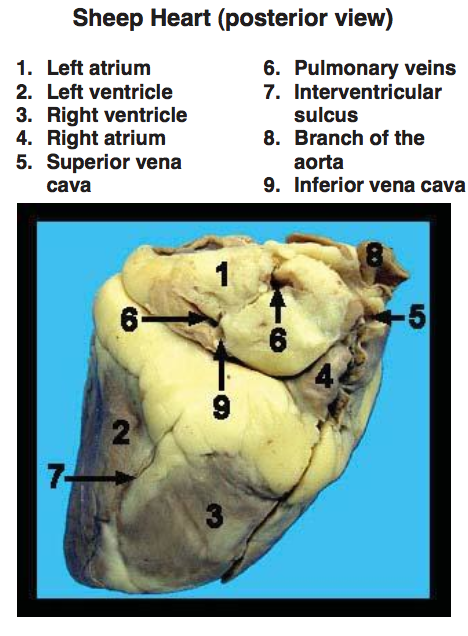 Sheep Heart (posterior view)
1. Left atrium
2. Left ventricle
3. Right ventricle
4. Right atrium
5. Superior vena
cava
6. Pulmonary veins
7. Interventricular
sulcus
8. Branch of the
aorta
9. Inferior vena cava
8
1
6
5
6
4
9
2
7
3